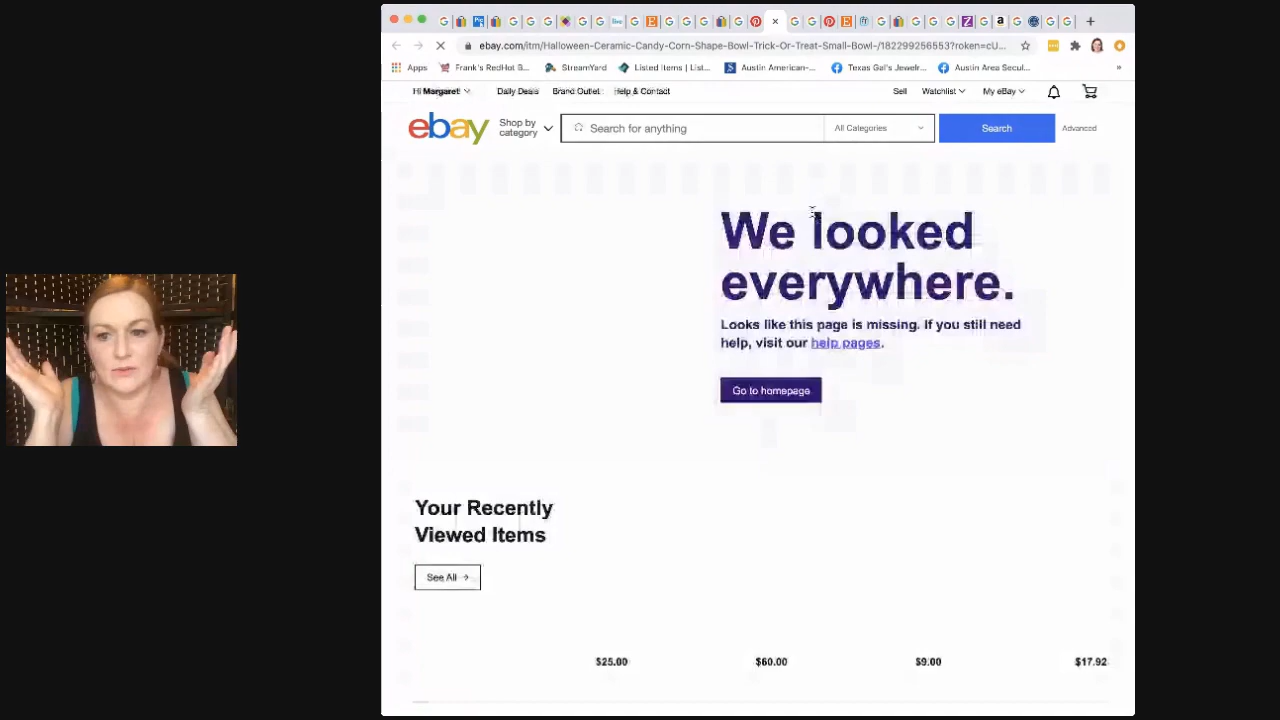 ebay.com/itm/Halloween-Ceramic-Candy-Corn-Shape-Bowl-Trick-Or-Treat-Small-Bowl-/182299256553?roken=cU...
Apps Frank's RedHot B... StreamYard Listed Items | List... Austin American-... Texas Gal's Jewelr... Austin Area Secul... »
Hi Margaret! Daily Deals Brand Outlet Help & Contact Sell Watchlist My eBay
ebay Shop by category Search for anything All Categories Search Advanced
We looked
everywhere.
Looks like this page is missing. If you still need
help, visit our help pages.
Go to homepage
Your Recently
Viewed Items
See All →
$25.00 $60.00 $9.00 $17.92